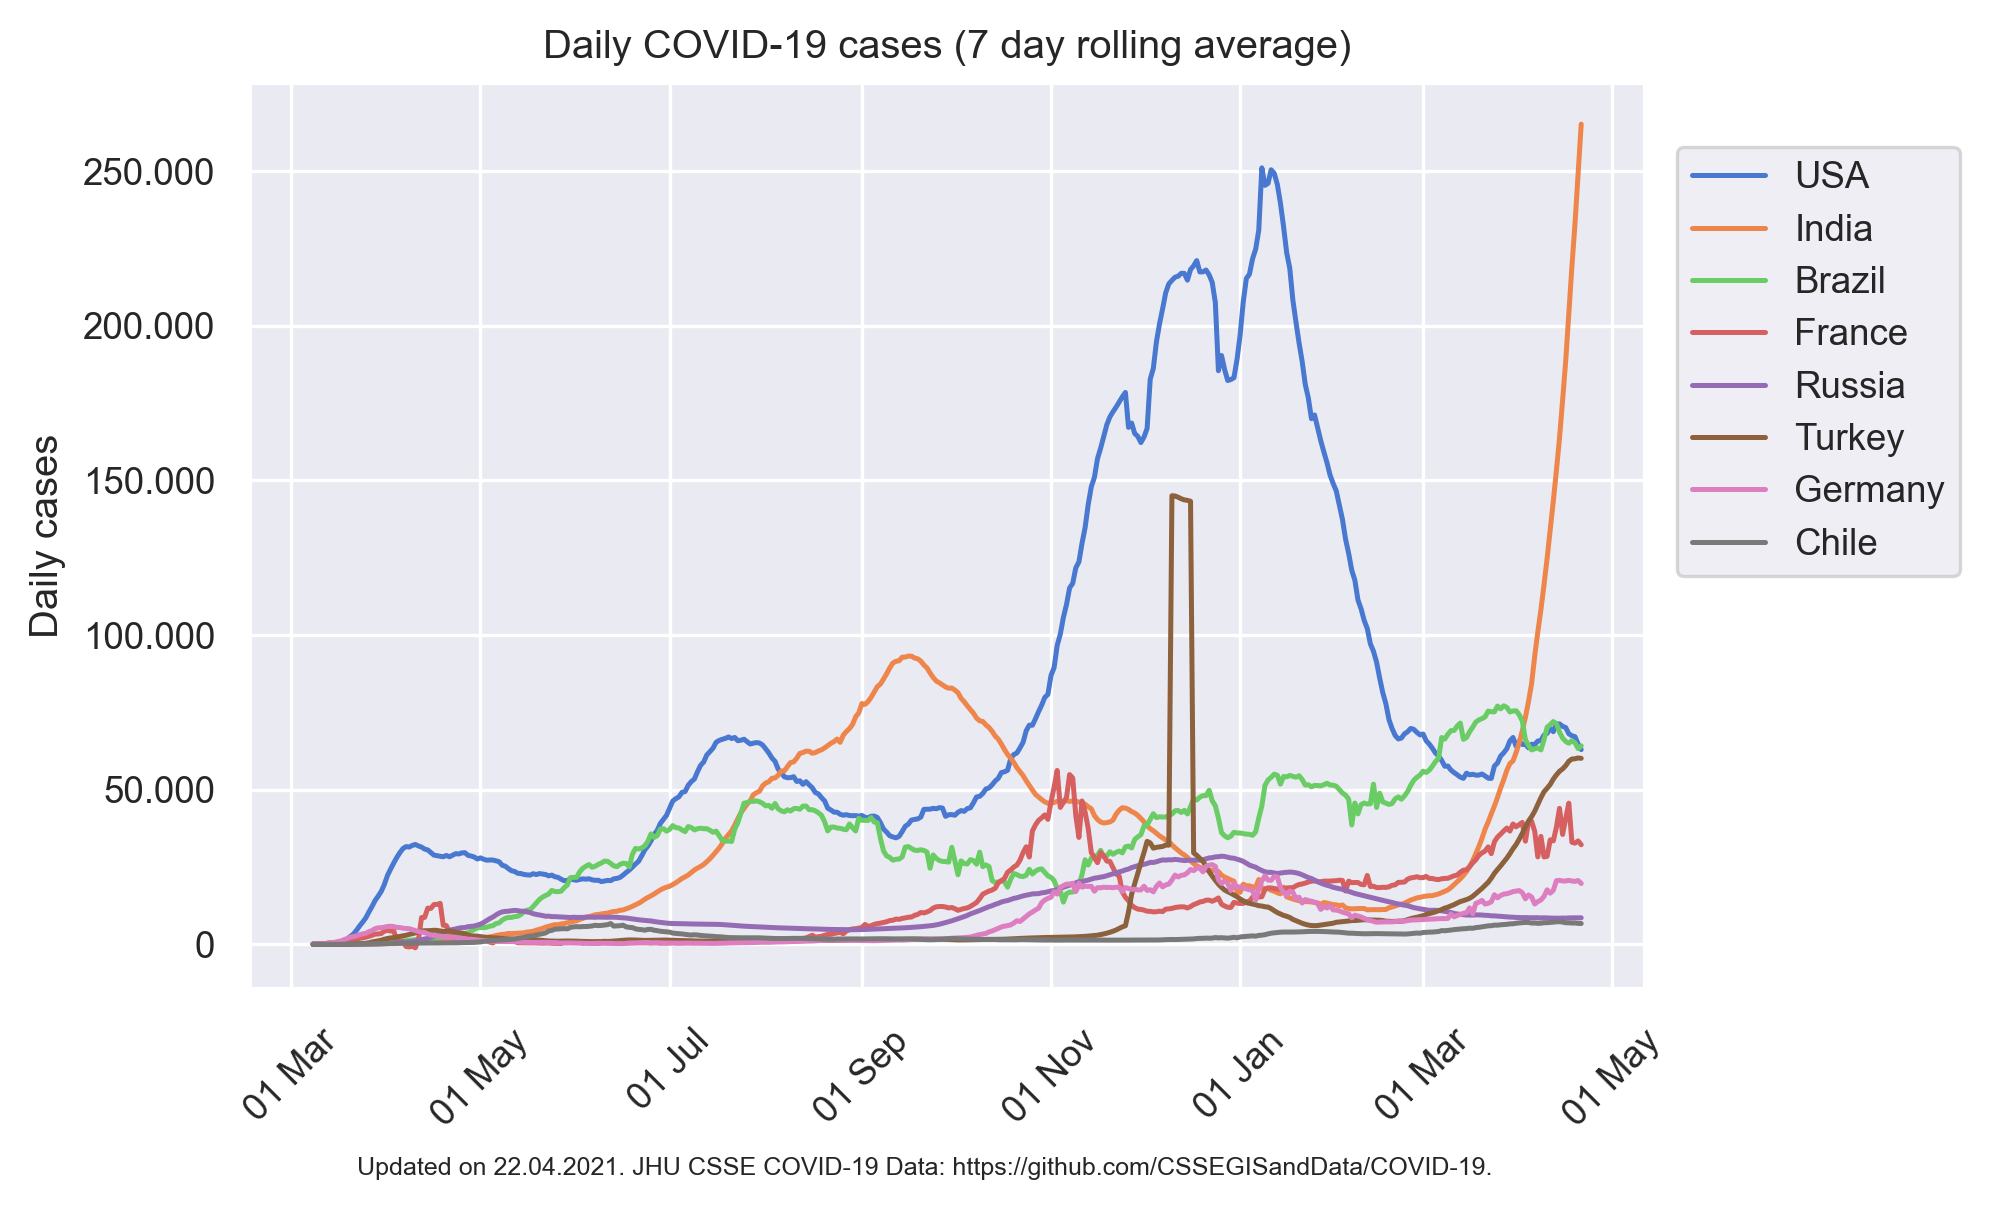 Daily COVID-19 cases (7 day rolling average)
Daily cases
250.000
200.000
150.000
100.000
50.000
0
01 Mar
01 May
01 Jul
01 Sep
01 Nov
01 Jan
01 Mar
01 May
USA
India
Brazil
France
Russia
Turkey
Germany
Chile
Updated on 22.04.2021. JHU CSSE COVID-19 Data: https://github.com/CSSEGISandData/COVID-19.